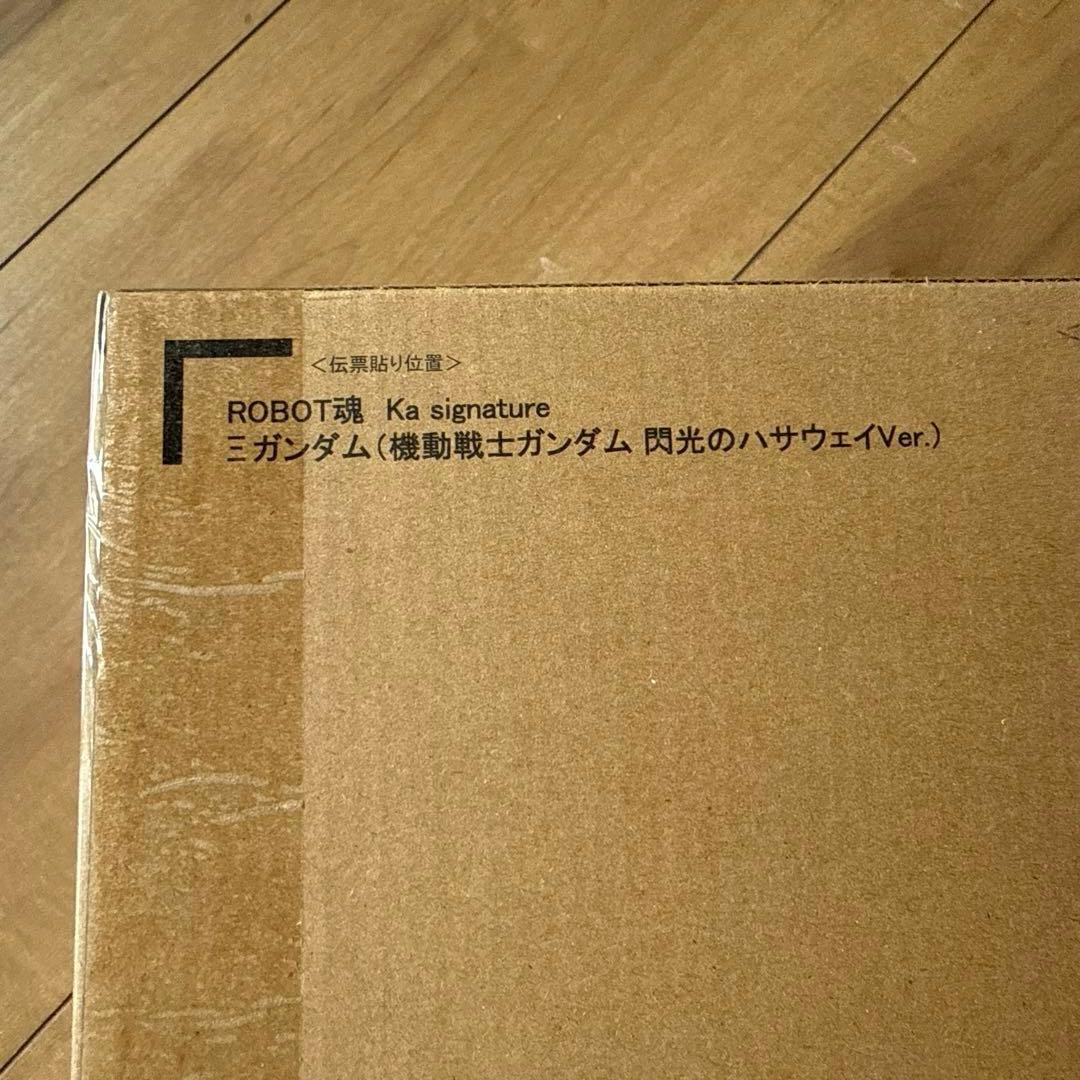 ＜伝票貼り位置＞
ROBOT魂 Ka signature
Ξガンダム（機動戦士ガンダム 閃光のハサウェイVer.）